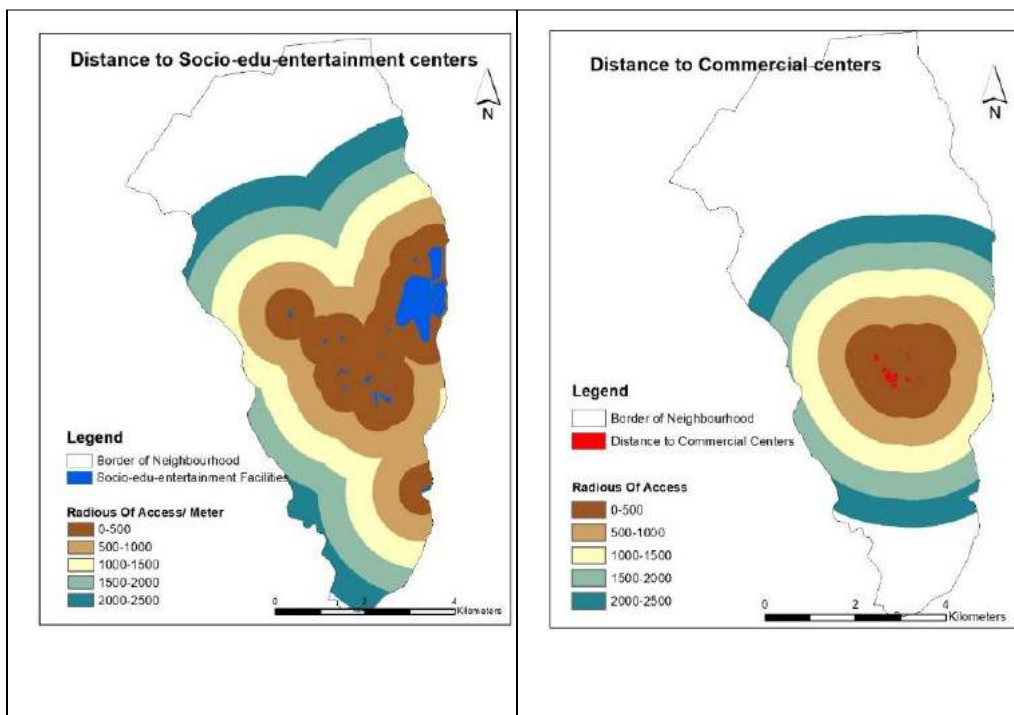 Distance to Socio-edu-entertainment centers
N
Legend
Border of Neighbourhood
Socio-edu-entertainment Facilities
Radious Of Access/ Meter
0-500
500-1000
1000-1500
1500-2000
2000-2500
0 2 4
Kilometers
Distance to Commercial centers
N
Legend
Border of Neighbourhood
Distance to Commercial Centers
Radious Of Access
0-500
500-1000
1000-1500
1500-2000
2000-2500
0 2 4
Kilometers